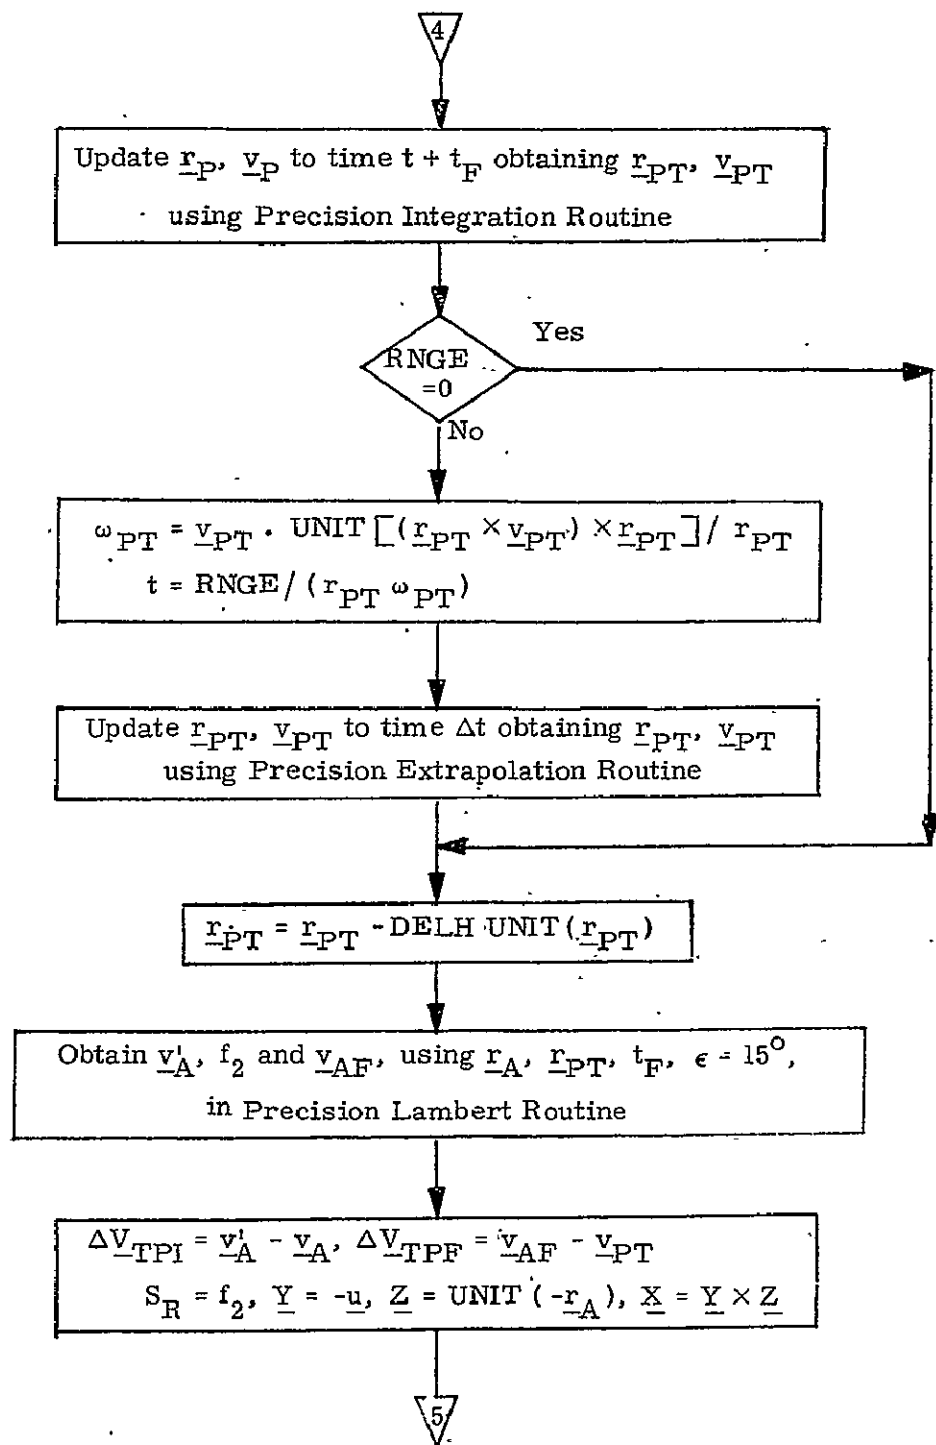 4
Update r_P, v_P to time t + t_F obtaining r_PT, v_PT
using Precision Integration Routine
Yes
RNGE
=0
No
ω_PT = v_PT . UNIT [(r_PT × v_PT) × r_PT] / r_PT
t = RNGE / (r_PT ω_PT)
Update r_PT, v_PT to time Δt obtaining r_PT, v_PT
using Precision Extrapolation Routine
r_PT = r_PT - DELH UNIT (r_PT)
Obtain v'_A, f_2 and v_AF, using r_A, r_PT, t_F, ε = 15°,
in Precision Lambert Routine
ΔV_TPI = v'_A - v_A, ΔV_TPF = v_AF - v_PT
S_R = f_2, Y = -u, Z = UNIT (-r_A), X = Y × Z
5